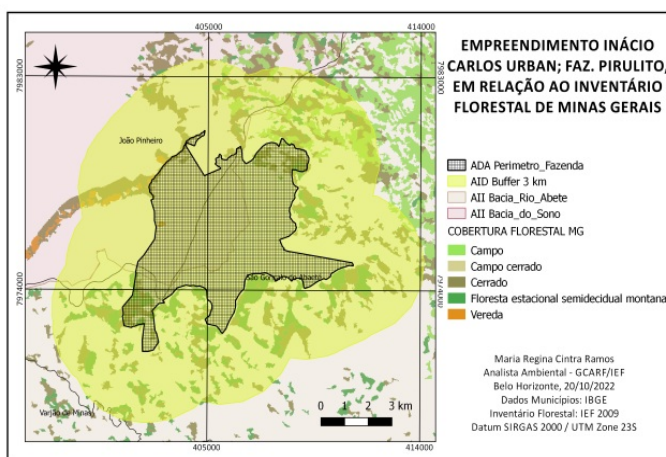 405000
414000
7983000
7983000
João Pinheiro
São Gonçalo do Abaeté
7974000
7974000
Varjão de Minas
0 1 2 3 km
405000
414000
EMPREENDIMENTO INÁCIO
CARLOS URBAN; FAZ. PIRULITO,
EM RELAÇÃO AO INVENTÁRIO
FLORESTAL DE MINAS GERAIS
ADA Perimetro_Fazenda
AID Buffer 3 km
AII Bacia_Rio_Abete
AII Bacia_do_Sono
COBERTURA FLORESTAL MG
Campo
Campo cerrado
Cerrado
Floresta estacional semidecidual montana
Vereda
Maria Regina Cintra Ramos
Analista Ambiental - GCARF/IEF
Belo Horizonte, 20/10/2022
Dados Municípios: IBGE
Inventário Florestal: IEF 2009
Datum SIRGAS 2000 / UTM Zone 23S